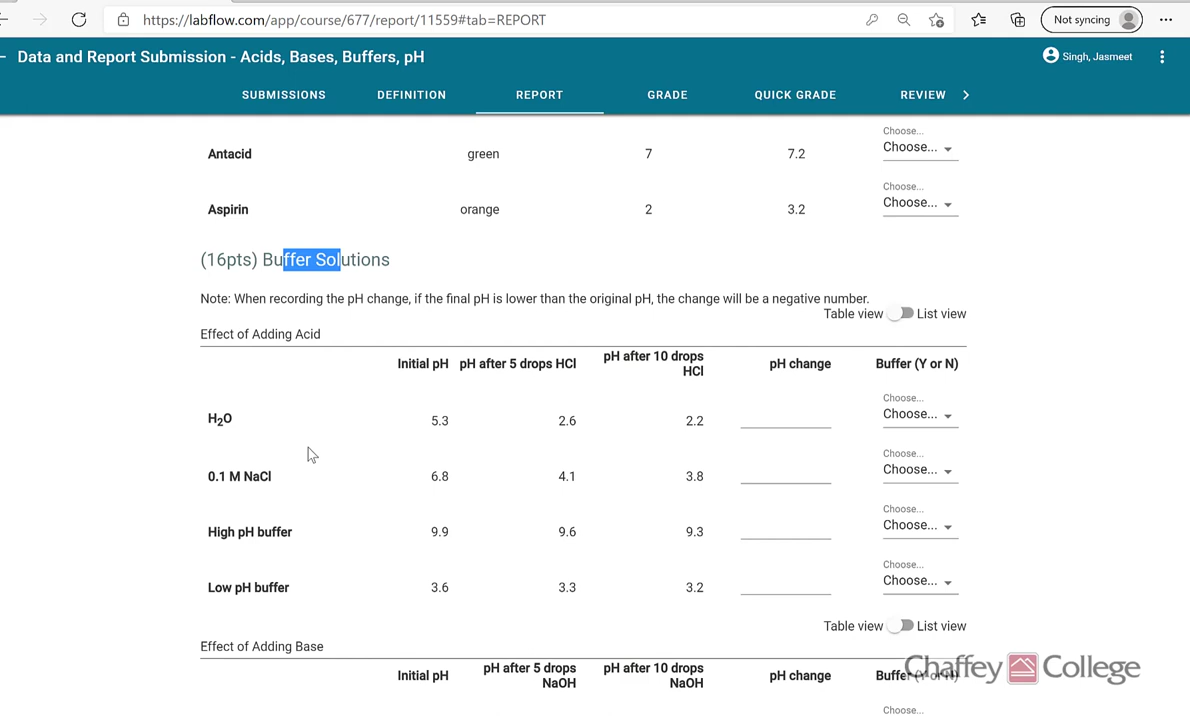 https://labflow.com/app/course/677/report/11559#tab=REPORT
Not syncing
Data and Report Submission - Acids, Bases, Buffers, pH
Singh, Jasmeet
SUBMISSIONS DEFINITION REPORT GRADE QUICK GRADE REVIEW
Choose...
Antacid green 7 7.2 Choose...
Choose...
Aspirin orange 2 3.2 Choose...
(16pts) Buffer Solutions
Note: When recording the pH change, if the final pH is lower than the original pH, the change will be a negative number.
Table view List view
Effect of Adding Acid
Initial pH pH after 5 drops HCl pH after 10 drops HCl pH change Buffer (Y or N)
Choose...
H₂O 5.3 2.6 2.2 Choose...
Choose...
0.1 M NaCl 6.8 4.1 3.8 Choose...
Choose...
High pH buffer 9.9 9.6 9.3 Choose...
Choose...
Low pH buffer 3.6 3.3 3.2 Choose...
Table view List view
Effect of Adding Base
Initial pH pH after 5 drops NaOH pH after 10 drops NaOH pH change Buffer (Y or N)
Chaffey College
Choose...